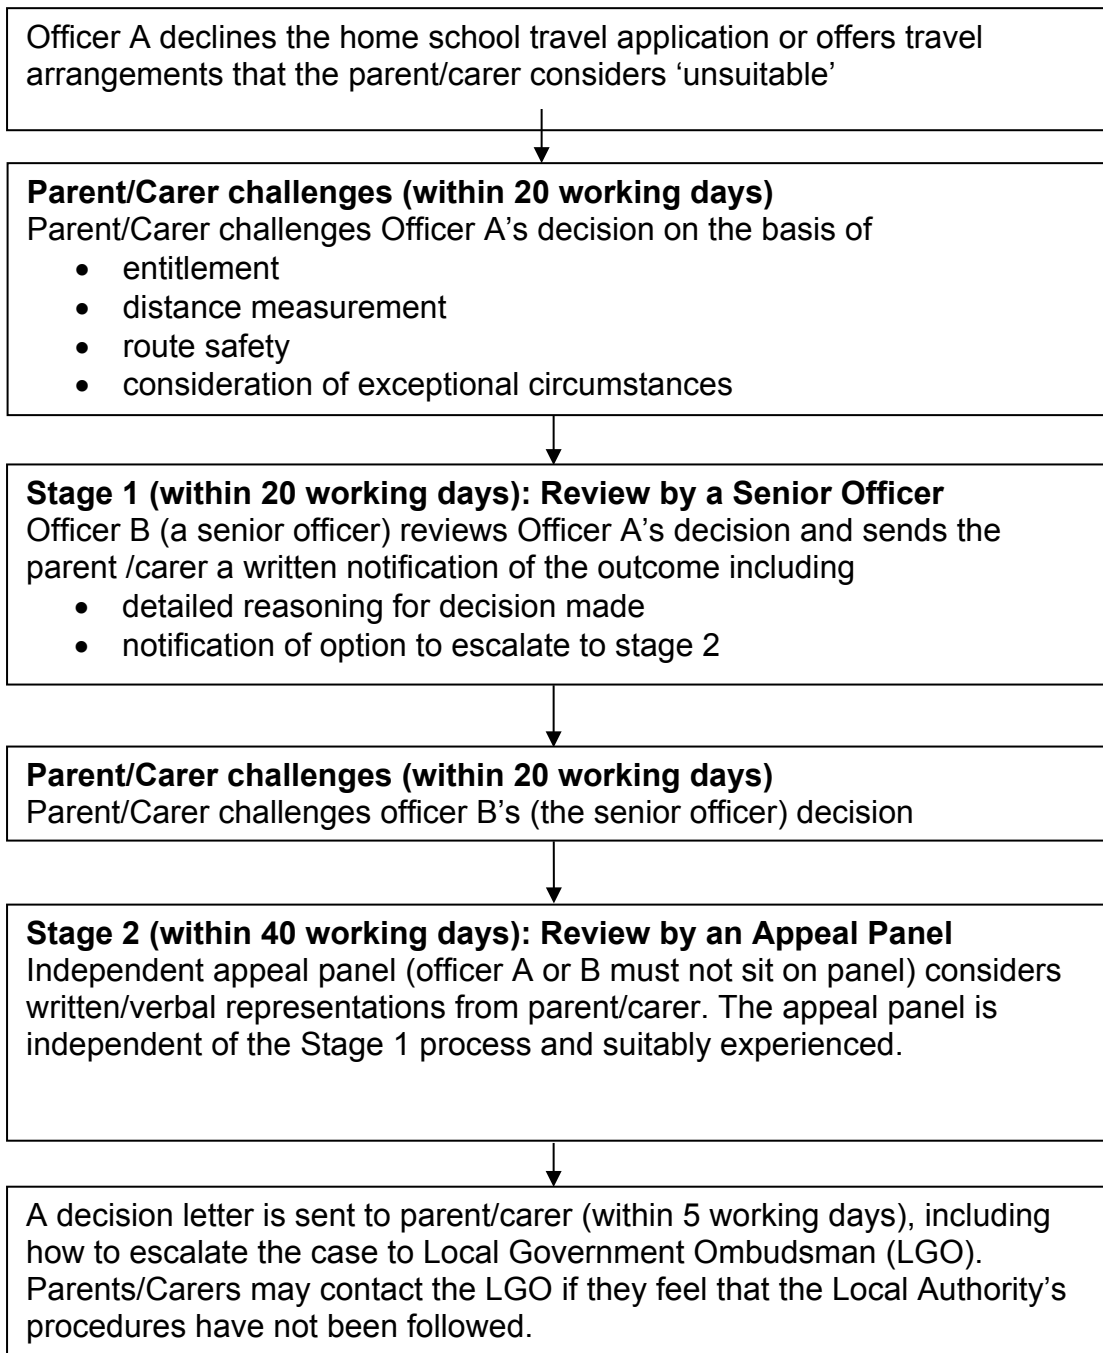 Officer A declines the home school travel application or offers travel
arrangements that the parent/carer considers ‘unsuitable’
Parent/Carer challenges (within 20 working days)
Parent/Carer challenges Officer A’s decision on the basis of
• entitlement
• distance measurement
• route safety
• consideration of exceptional circumstances
Stage 1 (within 20 working days): Review by a Senior Officer
Officer B (a senior officer) reviews Officer A’s decision and sends the
parent /carer a written notification of the outcome including
• detailed reasoning for decision made
• notification of option to escalate to stage 2
Parent/Carer challenges (within 20 working days)
Parent/Carer challenges officer B’s (the senior officer) decision
Stage 2 (within 40 working days): Review by an Appeal Panel
Independent appeal panel (officer A or B must not sit on panel) considers
written/verbal representations from parent/carer. The appeal panel is
independent of the Stage 1 process and suitably experienced.
A decision letter is sent to parent/carer (within 5 working days), including
how to escalate the case to Local Government Ombudsman (LGO).
Parents/Carers may contact the LGO if they feel that the Local Authority’s
procedures have not been followed.